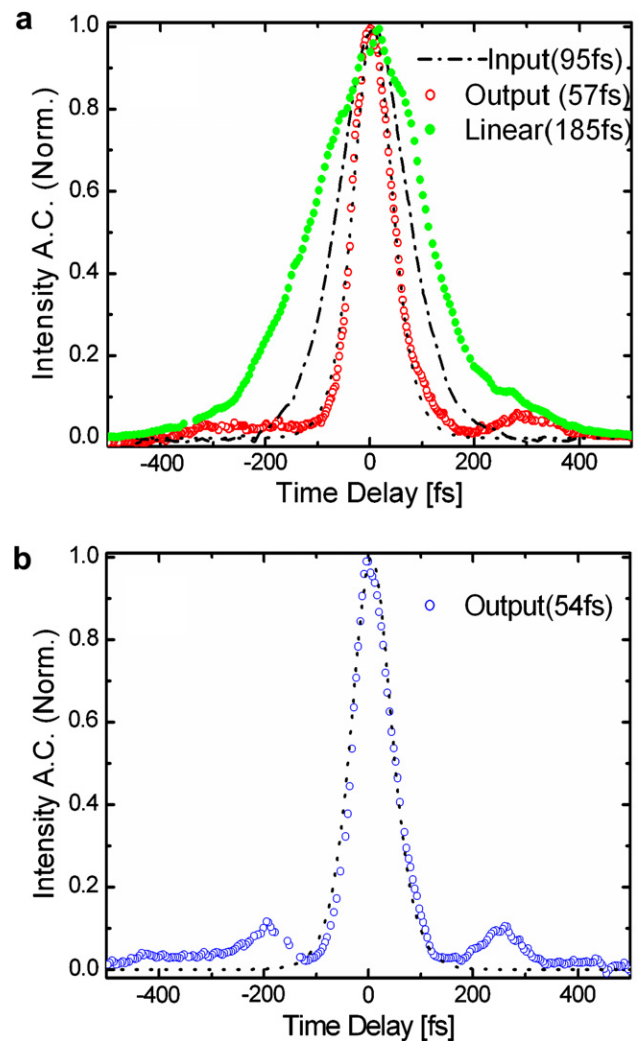 a
Intensity A.C. (Norm.)
1.0
0.8
0.6
0.4
0.2
0.0
Input(95fs)
Output (57fs)
Linear(185fs)
-400 -200 0 200 400
Time Delay [fs]
b
Intensity A.C. (Norm.)
1.0
0.8
0.6
0.4
0.2
0.0
Output(54fs)
-400 -200 0 200 400
Time Delay [fs]